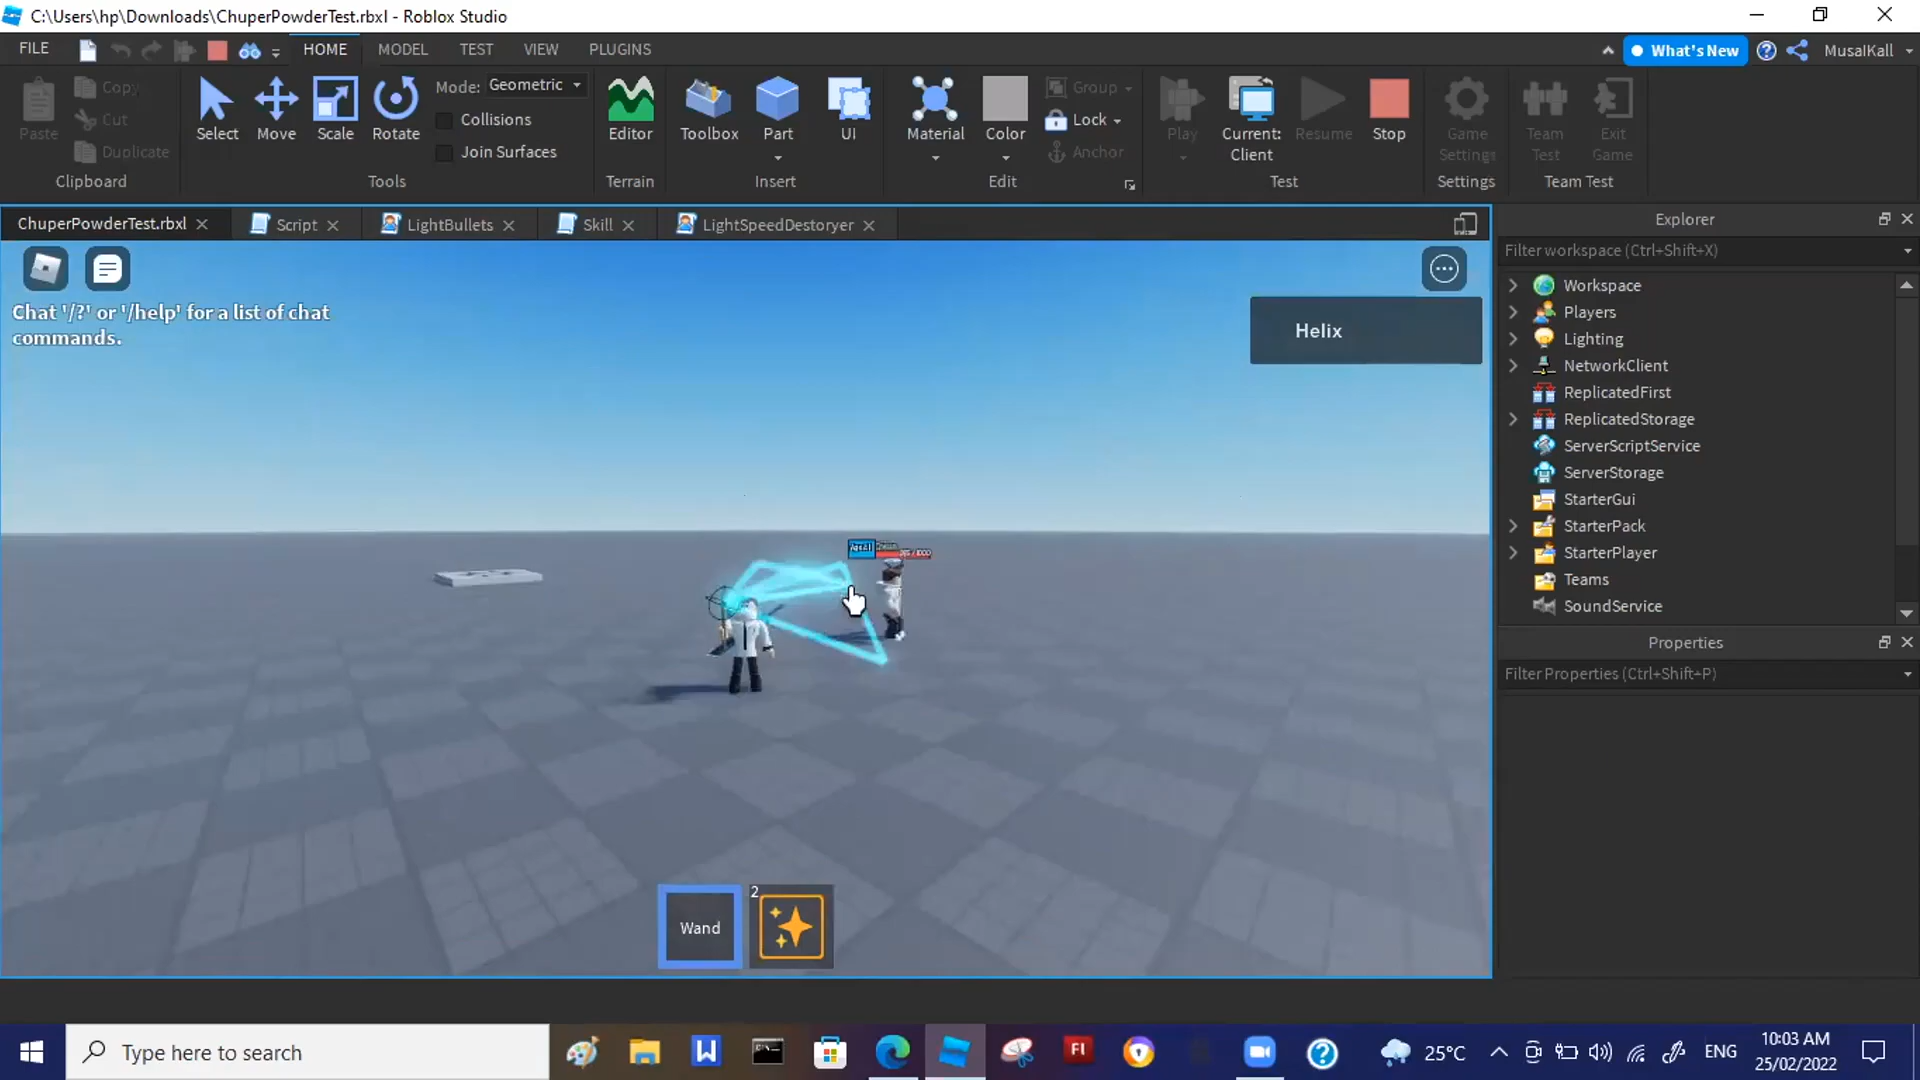 C:\Users\hp\Downloads\ChuperPowderTest.rbxl - Roblox Studio
FILE
HOME
MODEL
TEST
VIEW
PLUGINS
What's New
MusaIKall
Paste
Copy
Cut
Duplicate
Clipboard
Select
Move
Scale
Rotate
Mode: Geometric
Collisions
Join Surfaces
Tools
Editor
Terrain
Toolbox
Part
UI
Insert
Material
Color
Group
Lock
Anchor
Edit
Play
Current:
Client
Resume
Stop
Test
Game
Settings
Settings
Team
Test
Exit
Game
Team Test
ChuperPowderTest.rbxl
Script
LightBullets
Skill
LightSpeedDestoryer
Explorer
Filter workspace (Ctrl+Shift+X)
Workspace
Players
Lighting
NetworkClient
ReplicatedFirst
ReplicatedStorage
ServerScriptService
ServerStorage
StarterGui
StarterPack
StarterPlayer
Teams
SoundService
Properties
Filter Properties (Ctrl+Shift+P)
Chat '/?' or '/help' for a list of chat
commands.
Helix
Wand
2
Type here to search
W
FI
25°C
ENG
10:03 AM
25/02/2022